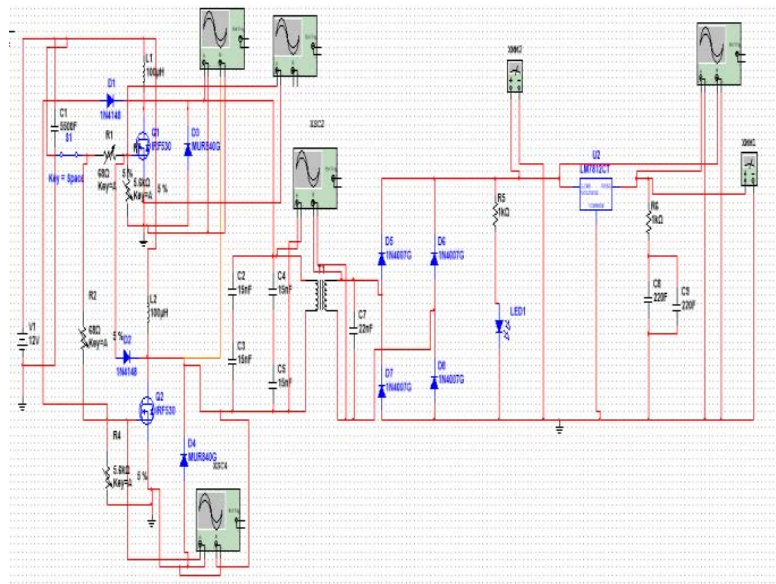 L1
100µH
D1
1N4148
C1
5600F
S1
Key = Space
R1
68Ω
Key=A
Q1
IRF530
D3
MUR840G
5 %
5.6kΩ
Key=A
5 %
XSC2
XMM2
U2
LM7812CT
XMM1
R5
1kΩ
R6
1kΩ
D5
1N4007G
D6
1N4007G
C2
15nF
C4
15nF
L2
100µH
R2
68Ω
Key=A
5 %
V1
12V
D2
1N4148
C3
15nF
C5
15nF
C7
22nF
LED1
C8
220F
C9
220F
Q2
IRF530
D7
1N4007G
D8
1N4007G
R4
5.6kΩ
Key=A
5 %
D4
MUR840G
XSC4